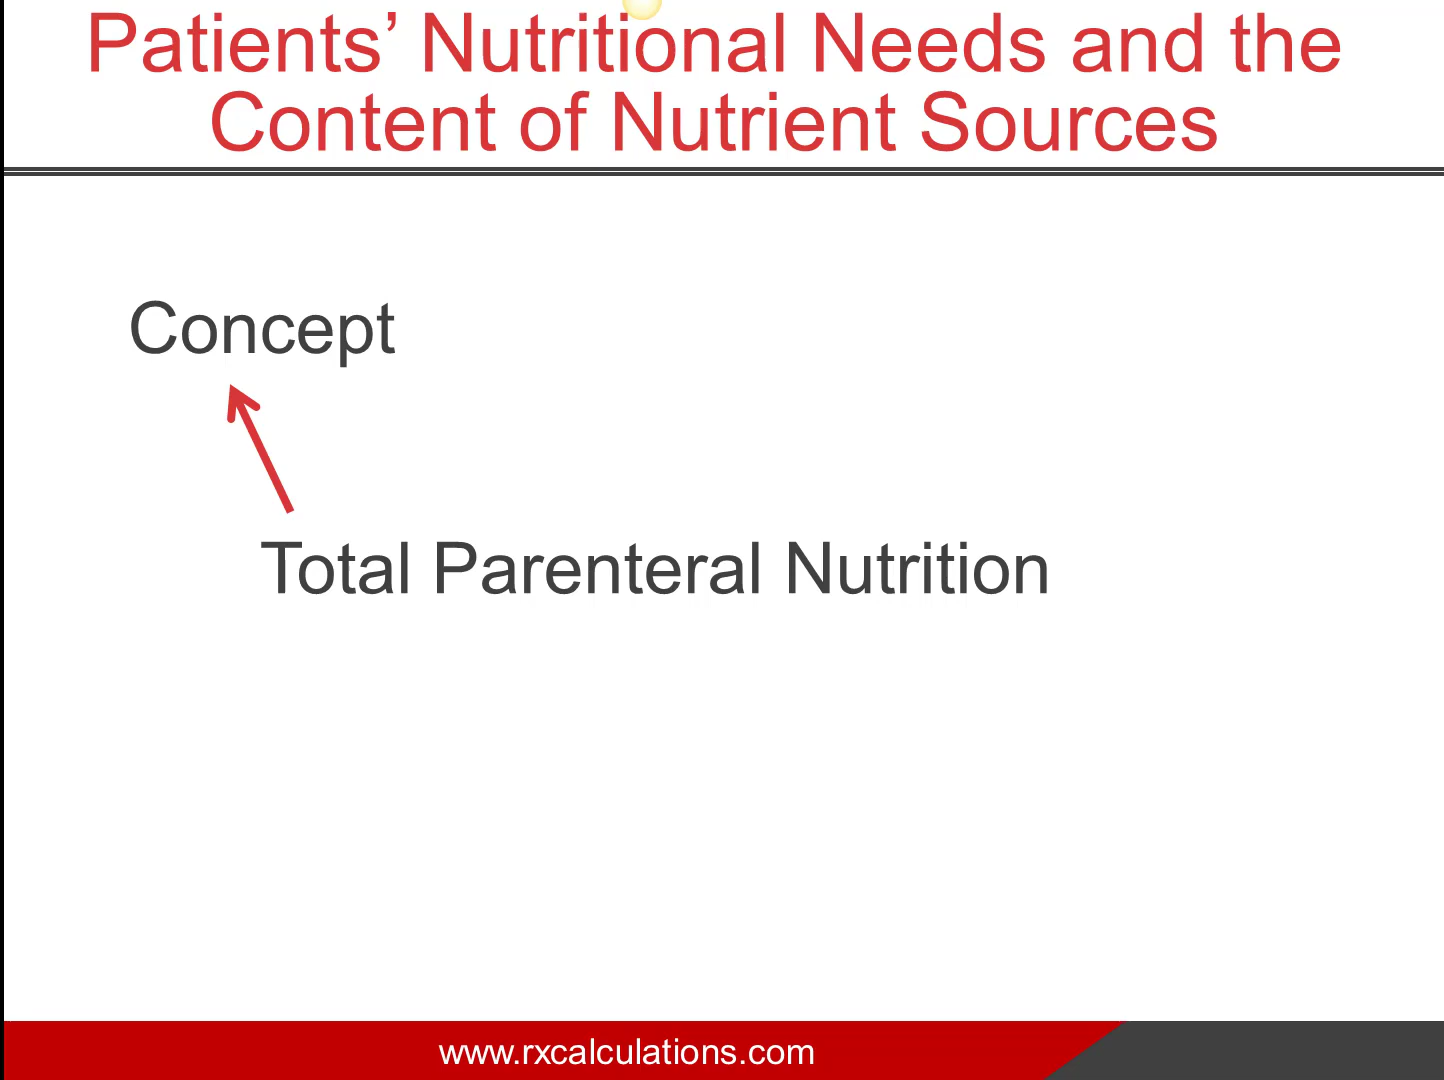 Patients’ Nutritional Needs and the
Content of Nutrient Sources
Concept
Total Parenteral Nutrition
www.rxcalculations.com